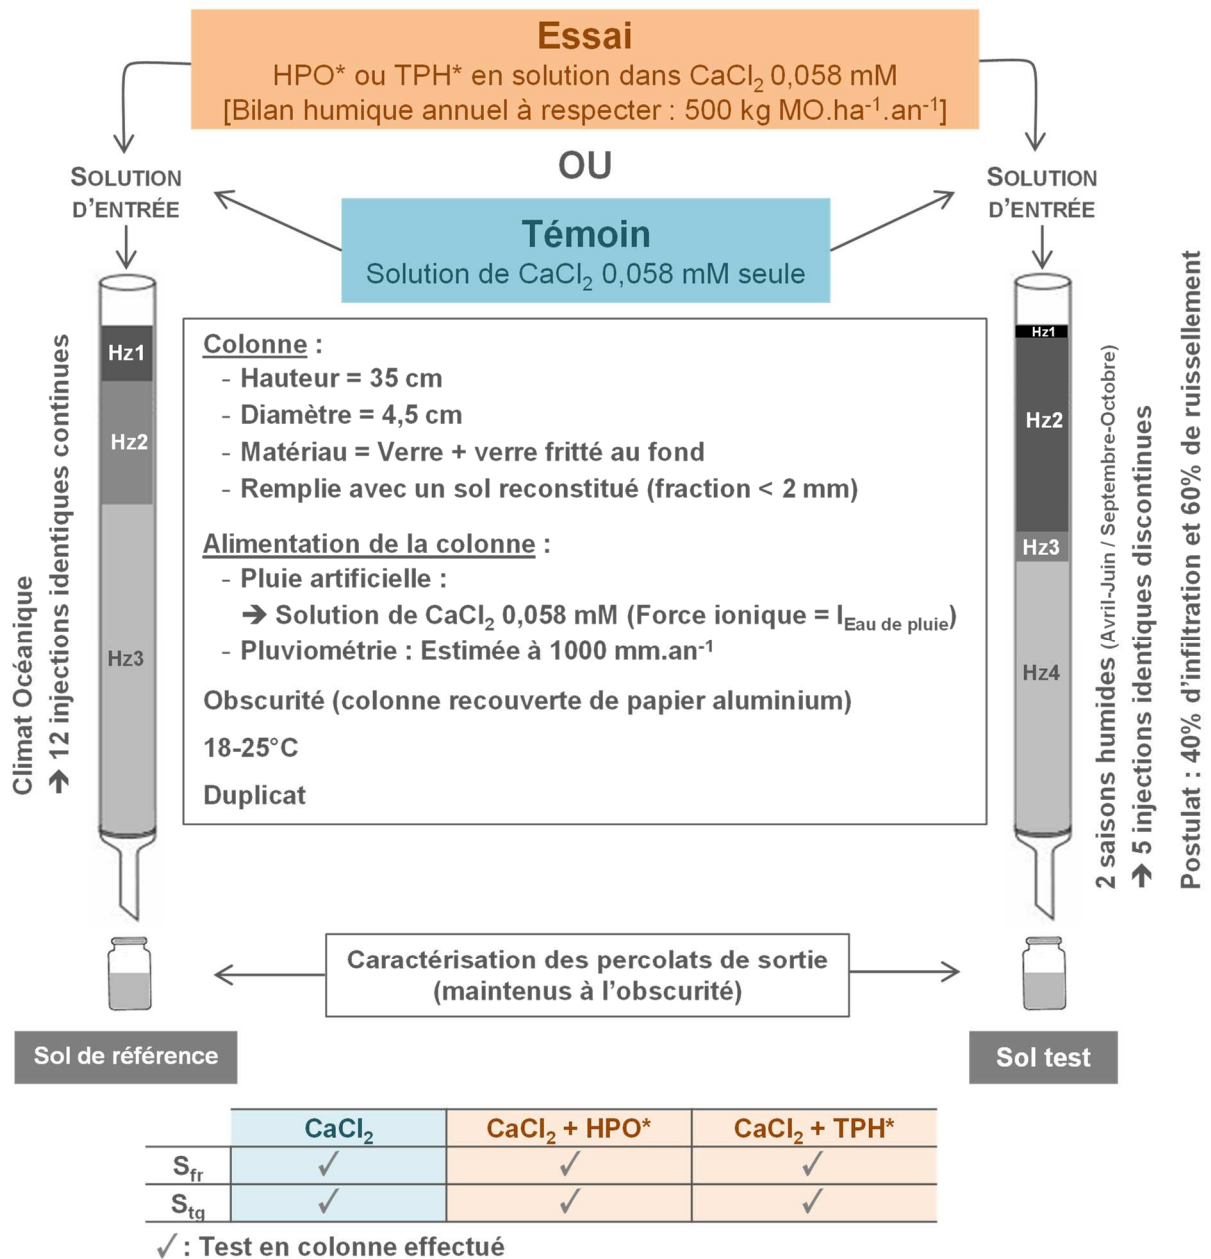 Essai
HPO* ou TPH* en solution dans CaCl₂ 0,058 mM
[Bilan humique annuel à respecter : 500 kg MO.ha⁻¹.an⁻¹]
OU
SOLUTION
D'ENTRÉE
SOLUTION
D'ENTRÉE
Témoin
Solution de CaCl₂ 0,058 mM seule
Hz1
Hz2
Hz3
Climat Océanique
➔ 12 injections identiques continues
Colonne :
- Hauteur = 35 cm
- Diamètre = 4,5 cm
- Matériau = Verre + verre fritté au fond
- Remplie avec un sol reconstitué (fraction < 2 mm)
Alimentation de la colonne :
- Pluie artificielle :
➔ Solution de CaCl₂ 0,058 mM (Force ionique = I Eau de pluie)
- Pluviométrie : Estimée à 1000 mm.an⁻¹
Obscurité (colonne recouverte de papier aluminium)
18-25°C
Duplicat
Hz1
Hz2
Hz3
Hz4
2 saisons humides (Avril-Juin / Septembre-Octobre)
➔ 5 injections identiques discontinues
Postulat : 40% d'infiltration et 60% de ruissellement
Caractérisation des percolats de sortie
(maintenus à l'obscurité)
Sol de référence
Sol test
CaCl₂ CaCl₂ + HPO* CaCl₂ + TPH*
S fr ✓ ✓ ✓
S tg ✓ ✓ ✓
✓ : Test en colonne effectué